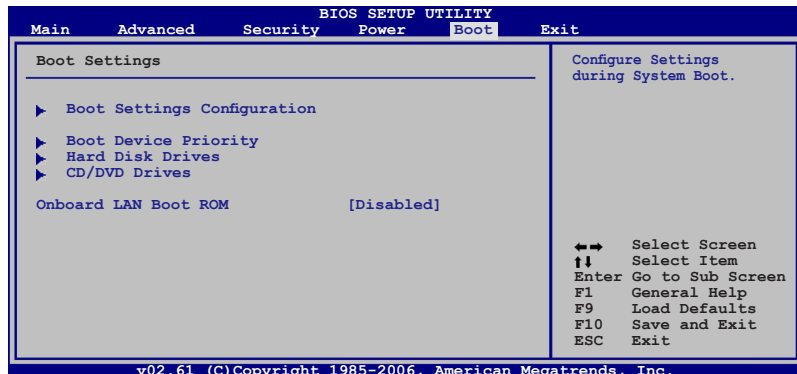 BIOS SETUP UTILITY
Main Advanced Security Power Boot Exit
Boot Settings
Boot Settings Configuration
Boot Device Priority
Hard Disk Drives
CD/DVD Drives
Onboard LAN Boot ROM [Disabled]
Configure Settings
during System Boot.
Select Screen
Select Item
Enter Go to Sub Screen
F1 General Help
F9 Load Defaults
F10 Save and Exit
ESC Exit
v02.61 (C)Copyright 1985-2006, American Megatrends, Inc.